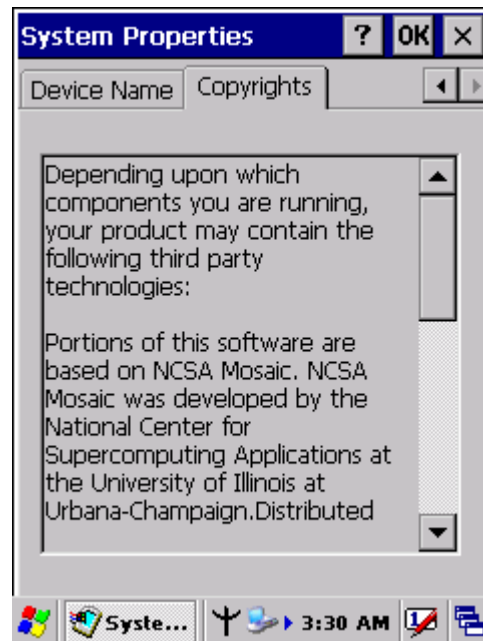 System Properties ? OK ×
Device Name Copyrights
Depending upon which
components you are running,
your product may contain the
following third party
technologies:
Portions of this software are
based on NCSA Mosaic. NCSA
Mosaic was developed by the
National Center for
Supercomputing Applications at
the University of Illinois at
Urbana-Champaign.Distributed
Syste... 3:30 AM 1